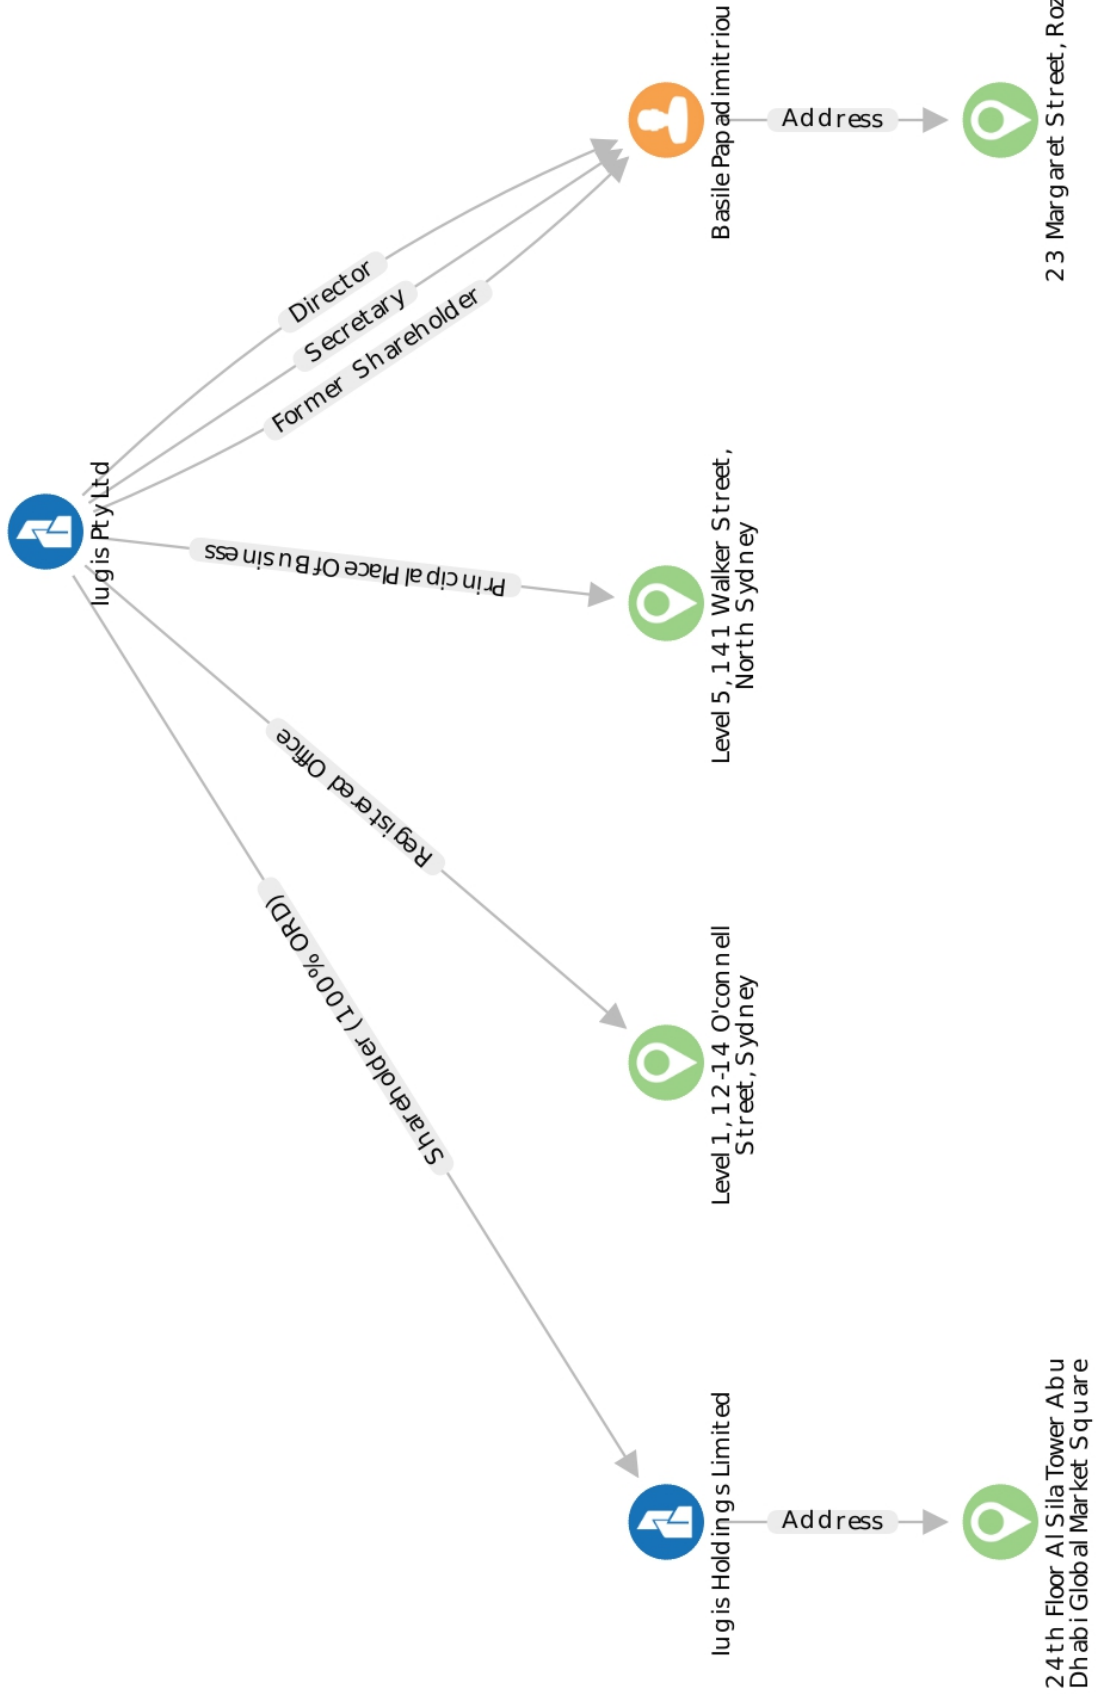 Iugis Pty Ltd
Director
Secretary
Former Shareholder
Principal Place Of Business
Registered Office
Shareholder (100% ORD)
Basile Papadimitriou
Level 5, 141 Walker Street,
North Sydney
Level 1, 12-14 O'connell
Street, Sydney
Iugis Holdings Limited
Address
Address
23 Margaret Street, Roz
24th Floor Al Sila Tower Abu
Dhabi Global Market Square